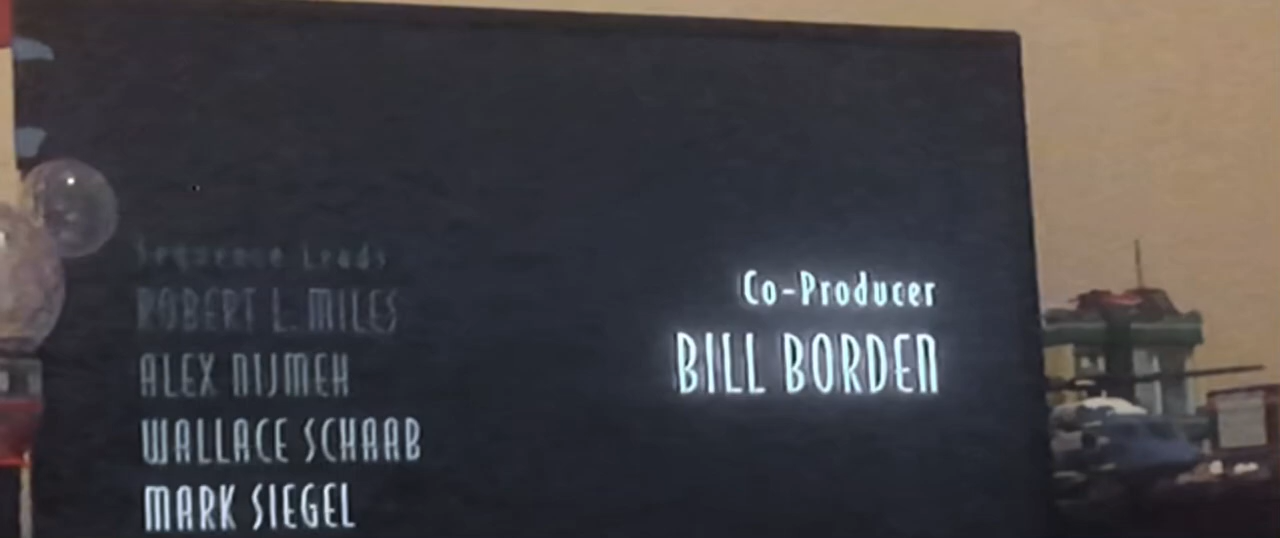 Sequence Leads
ROBERT L. MILES
ALEX NIJMEH
WALLACE SCHAAB
MARK SIEGEL
Co-Producer
BILL BORDEN